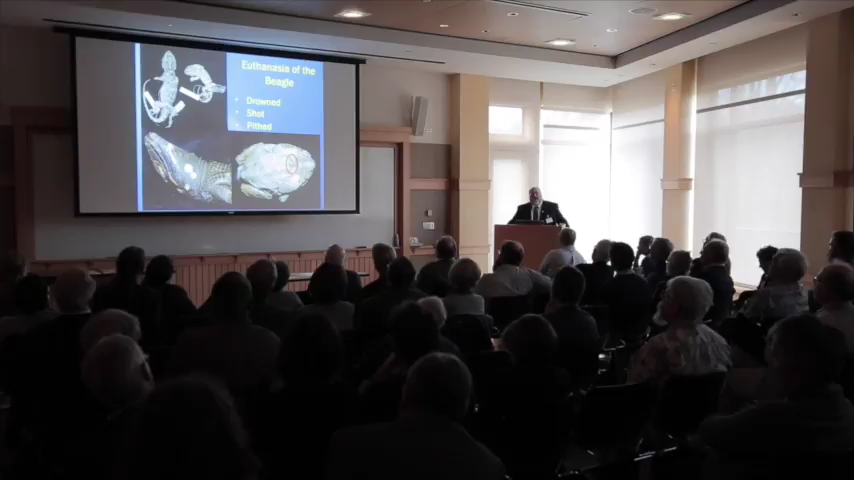 Euthanasia of the
Beagle
• Drowned
• Shot
• Pithed